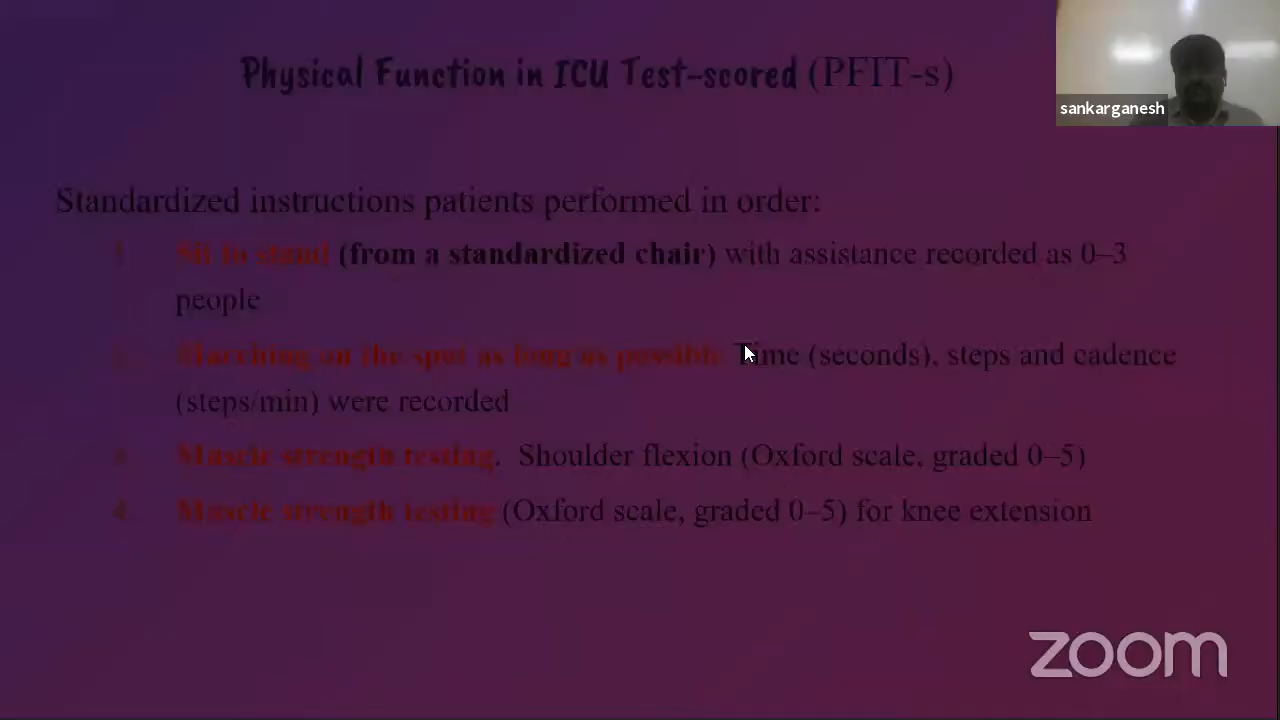 Physical Function in ICU Test-scored (PFIT-s)
sankarganesh
Standardized instructions patients performed in order:
1. Sit to stand (from a standardized chair) with assistance recorded as 0–3
people
2. Marching on the spot as long as possible Time (seconds), steps and cadence
(steps/min) were recorded
3. Muscle strength testing. Shoulder flexion (Oxford scale, graded 0–5)
4. Muscle strength testing (Oxford scale, graded 0–5) for knee extension
zoom